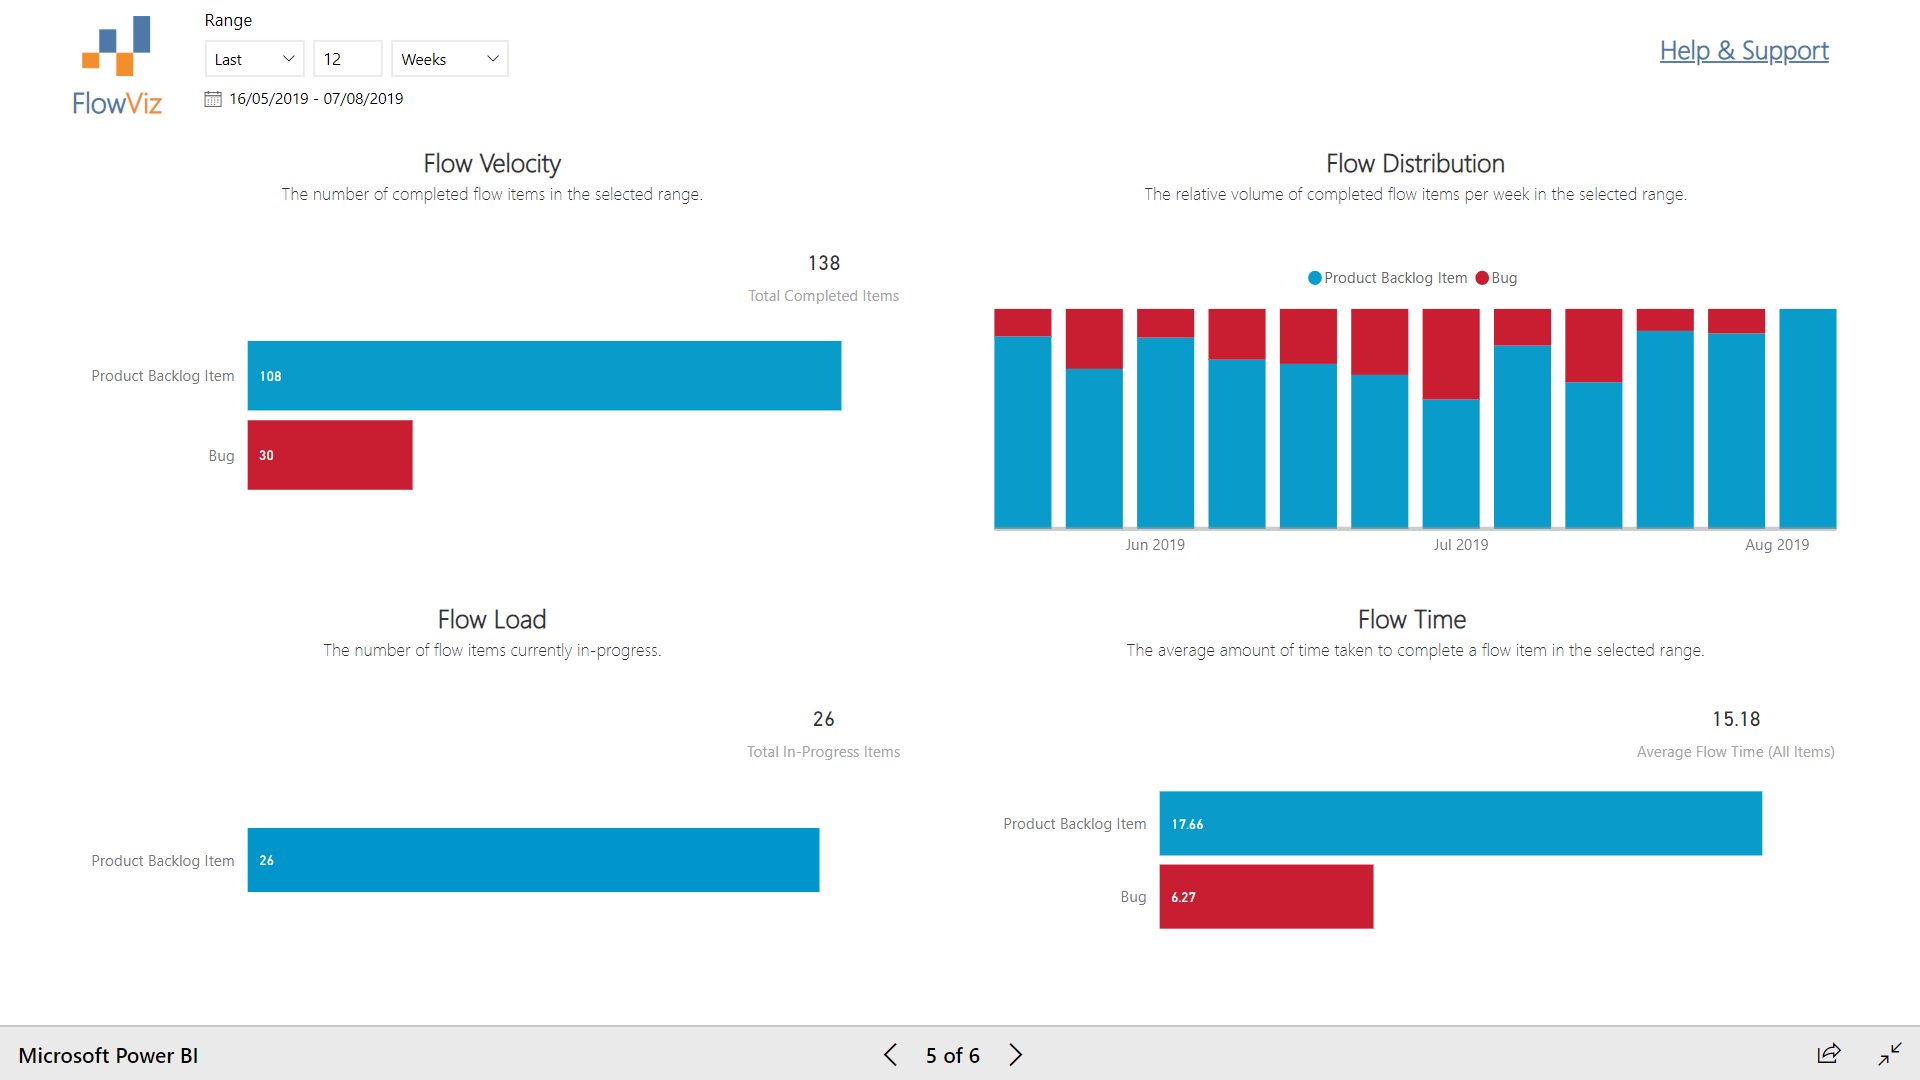 FlowViz
Range
Last
12
Weeks
16/05/2019 - 07/08/2019
Help & Support
Flow Velocity
The number of completed flow items in the selected range.
138
Total Completed Items
Product Backlog Item
108
Bug
30
Flow Distribution
The relative volume of completed flow items per week in the selected range.
Product Backlog Item
Bug
Jun 2019
Jul 2019
Aug 2019
Flow Load
The number of flow items currently in-progress.
26
Total In-Progress Items
Product Backlog Item
26
Flow Time
The average amount of time taken to complete a flow item in the selected range.
15.18
Average Flow Time (All Items)
Product Backlog Item
17.66
Bug
6.27
Microsoft Power BI
5 of 6